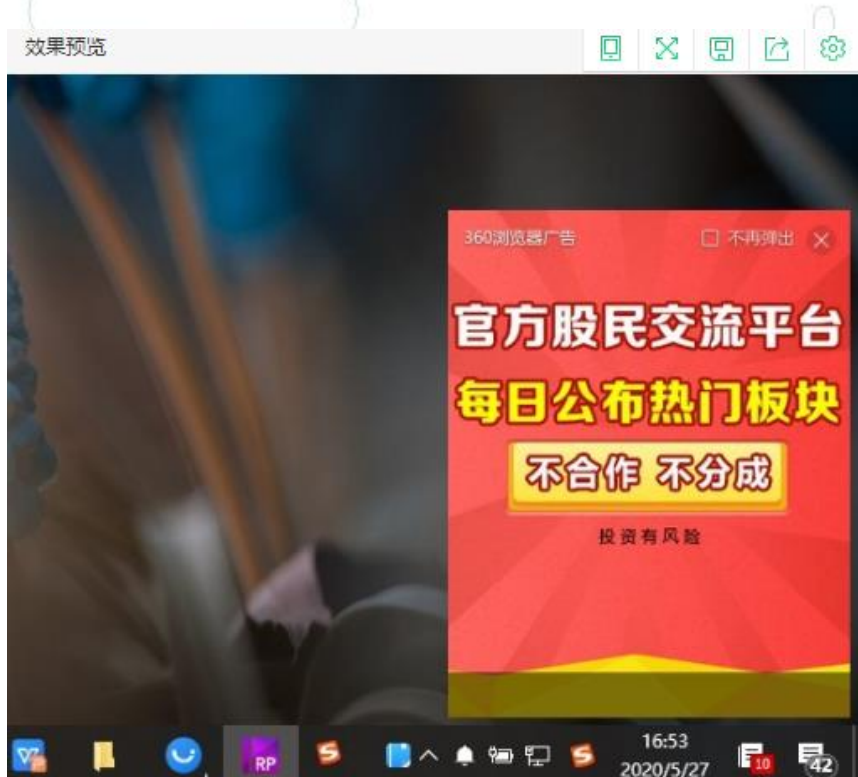 效果预览
360浏览器广告
不再弹出
官方股民交流平台
每日公布热门板块
不合作 不分成
投资有风险
RP
16:53
2020/5/27
10
42